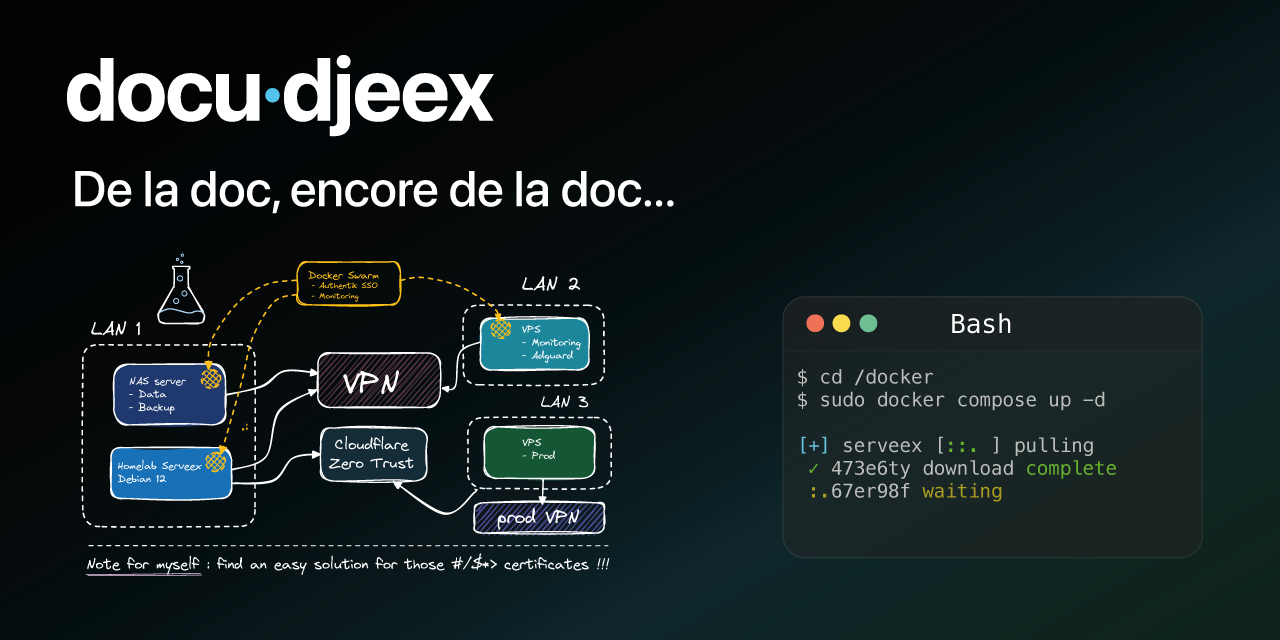 docu·djeex
De la doc, encore de la doc...
Docker Swarm
- Authentik SSO
- Monitoring
LAN 1
NAS server
- Data
- Backup
Homelab Serveex
Debian 12
VPN
Cloudflare
Zero Trust
LAN 2
VPS
- Monitoring
- Adguard
LAN 3
VPS
- Prod
prod VPN
Note for myself : find an easy solution for those #/$*> certificates !!!
Bash
$ cd /docker
$ sudo docker compose up -d
[+] serveex [::. ] pulling
✓ 473e6ty download complete
:.67er98f waiting